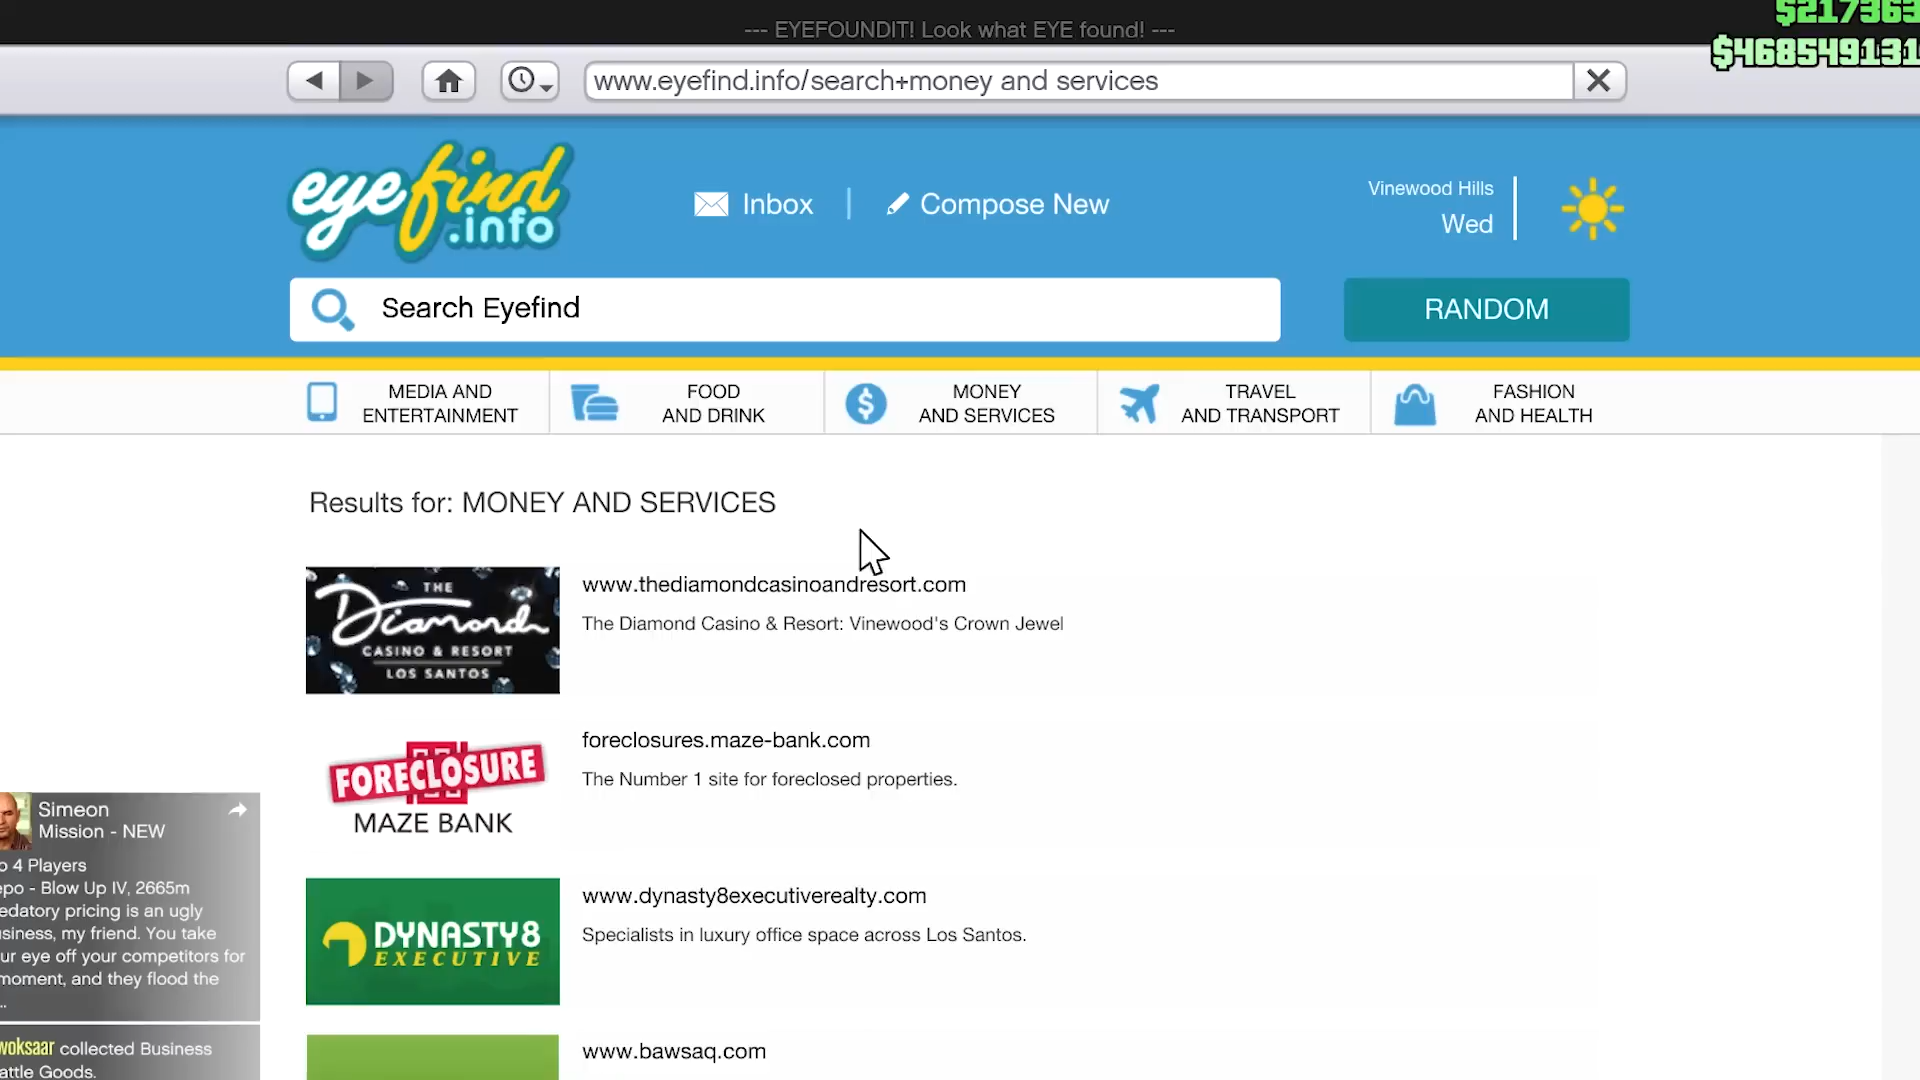 --- EYEFOUNDIT! Look what EYE found! ---
$217363
$468549131
www.eyefind.info/search+money and services
eyefind
.info
Inbox
Compose New
Vinewood Hills
Wed
Search Eyefind
RANDOM
MEDIA AND
ENTERTAINMENT
FOOD
AND DRINK
MONEY
AND SERVICES
TRAVEL
AND TRANSPORT
FASHION
AND HEALTH
Results for: MONEY AND SERVICES
THE
Diamond
CASINO & RESORT
LOS SANTOS
www.thediamondcasinoandresort.com
The Diamond Casino & Resort: Vinewood's Crown Jewel
FORECLOSURE
MAZE BANK
foreclosures.maze-bank.com
The Number 1 site for foreclosed properties.
DYNASTY8
EXECUTIVE
www.dynasty8executiverealty.com
Specialists in luxury office space across Los Santos.
www.bawsaq.com
Simeon
Mission - NEW
o 4 Players
epo - Blow Up IV, 2665m
edatory pricing is an ugly
siness, my friend. You take
ur eye off your competitors for
moment, and they flood the
...
woksaar collected Business
attle Goods.